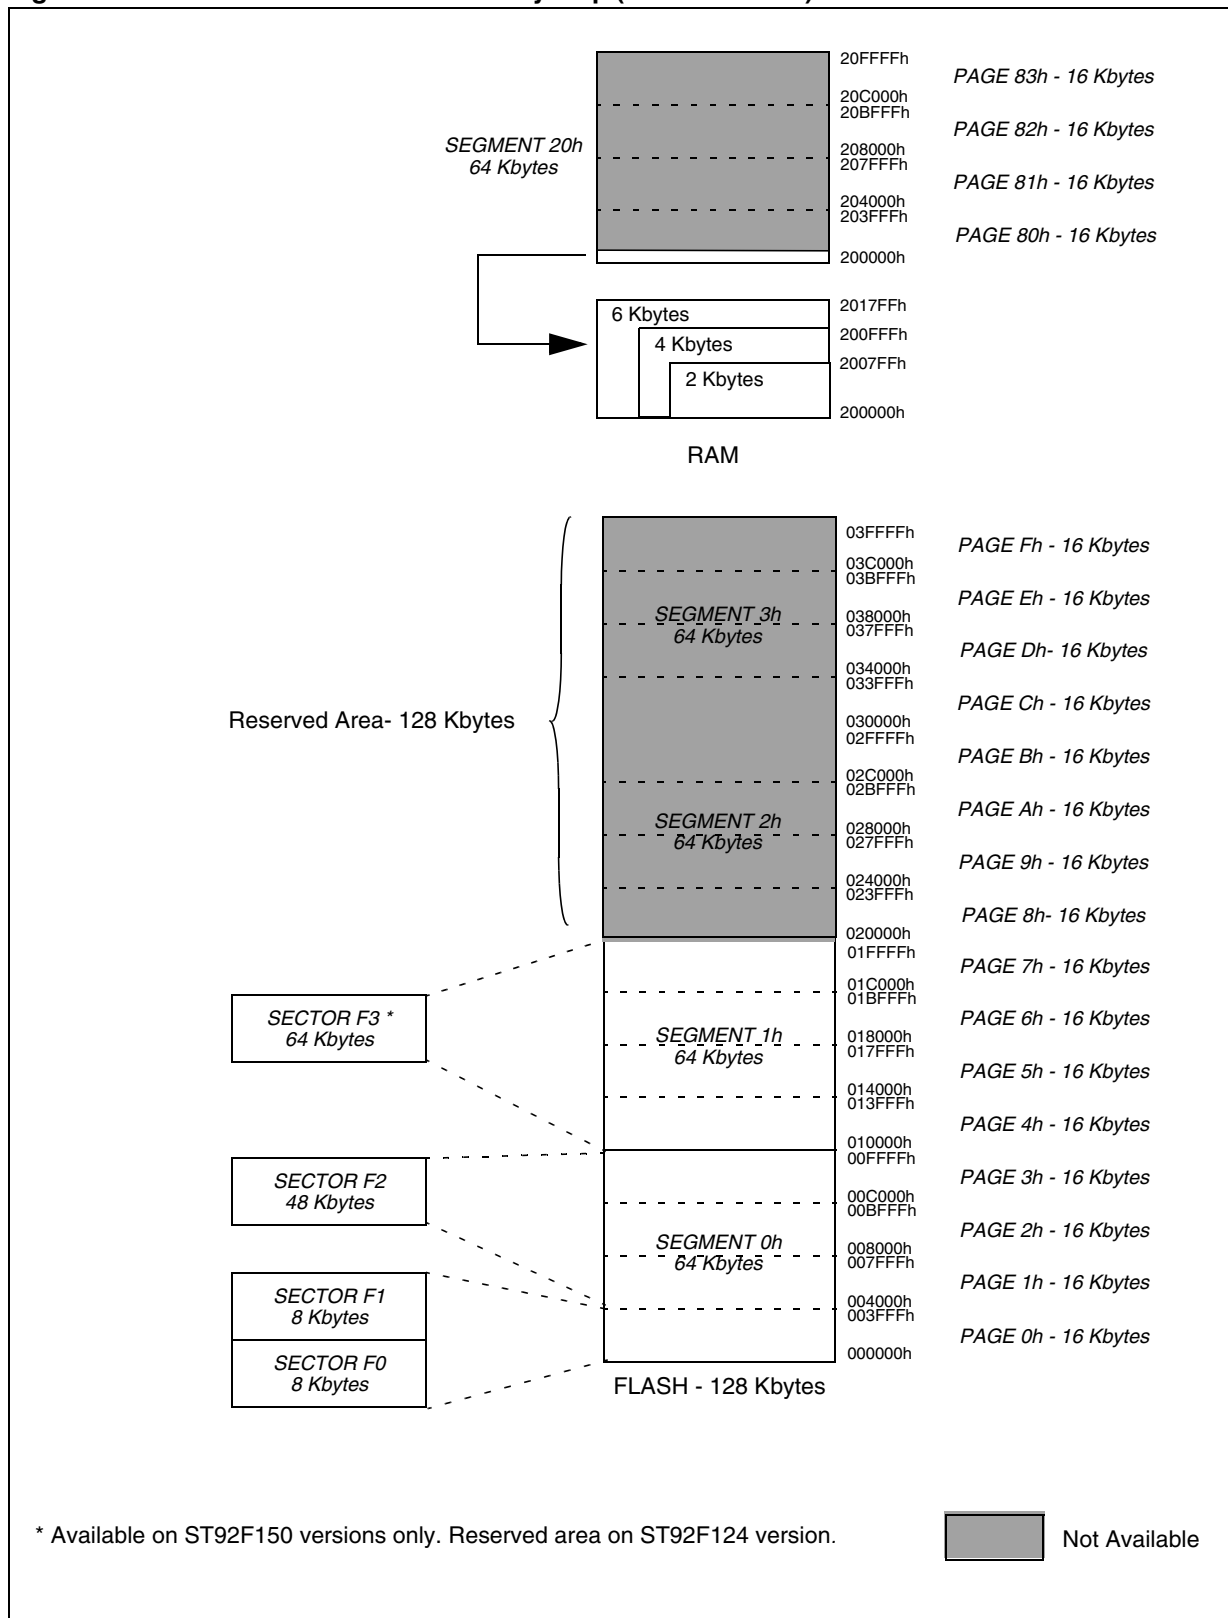 20FFFFh
PAGE 83h - 16 Kbytes
20C000h
20BFFFh
PAGE 82h - 16 Kbytes
SEGMENT 20h
64 Kbytes
208000h
207FFFh
PAGE 81h - 16 Kbytes
204000h
203FFFh
PAGE 80h - 16 Kbytes
200000h
6 Kbytes
2017FFh
4 Kbytes
200FFFh
2 Kbytes
2007FFh
200000h
RAM
03FFFFh
PAGE Fh - 16 Kbytes
03C000h
03BFFFh
PAGE Eh - 16 Kbytes
SEGMENT 3h
64 Kbytes
038000h
037FFFh
PAGE Dh- 16 Kbytes
034000h
033FFFh
PAGE Ch - 16 Kbytes
Reserved Area- 128 Kbytes
030000h
02FFFFh
PAGE Bh - 16 Kbytes
02C000h
02BFFFh
PAGE Ah - 16 Kbytes
SEGMENT 2h
64 Kbytes
028000h
027FFFh
PAGE 9h - 16 Kbytes
024000h
023FFFh
PAGE 8h- 16 Kbytes
020000h
01FFFFh
PAGE 7h - 16 Kbytes
01C000h
01BFFFh
SECTOR F3 *
64 Kbytes
PAGE 6h - 16 Kbytes
SEGMENT 1h
64 Kbytes
018000h
017FFFh
PAGE 5h - 16 Kbytes
014000h
013FFFh
PAGE 4h - 16 Kbytes
010000h
00FFFFh
SECTOR F2
48 Kbytes
PAGE 3h - 16 Kbytes
00C000h
00BFFFh
PAGE 2h - 16 Kbytes
SEGMENT 0h
64 Kbytes
008000h
007FFFh
PAGE 1h - 16 Kbytes
SECTOR F1
8 Kbytes
004000h
003FFFh
PAGE 0h - 16 Kbytes
SECTOR F0
8 Kbytes
000000h
FLASH - 128 Kbytes
* Available on ST92F150 versions only. Reserved area on ST92F124 version.
Not Available